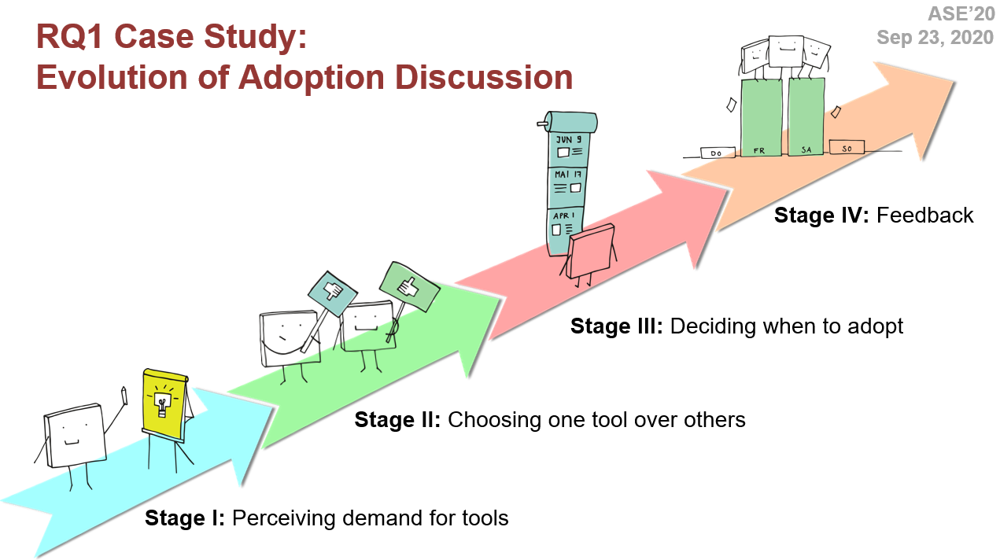 ASE’20
Sep 23, 2020
RQ1 Case Study:
Evolution of Adoption Discussion
DO
FR
SA
SO
JUN 9
MAI 17
APR 1
Stage IV: Feedback
Stage III: Deciding when to adopt
Stage II: Choosing one tool over others
Stage I: Perceiving demand for tools